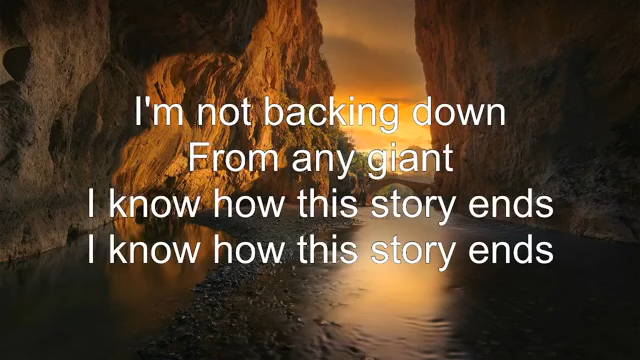 I'm not backing down
From any giant
I know how this story ends
I know how this story ends